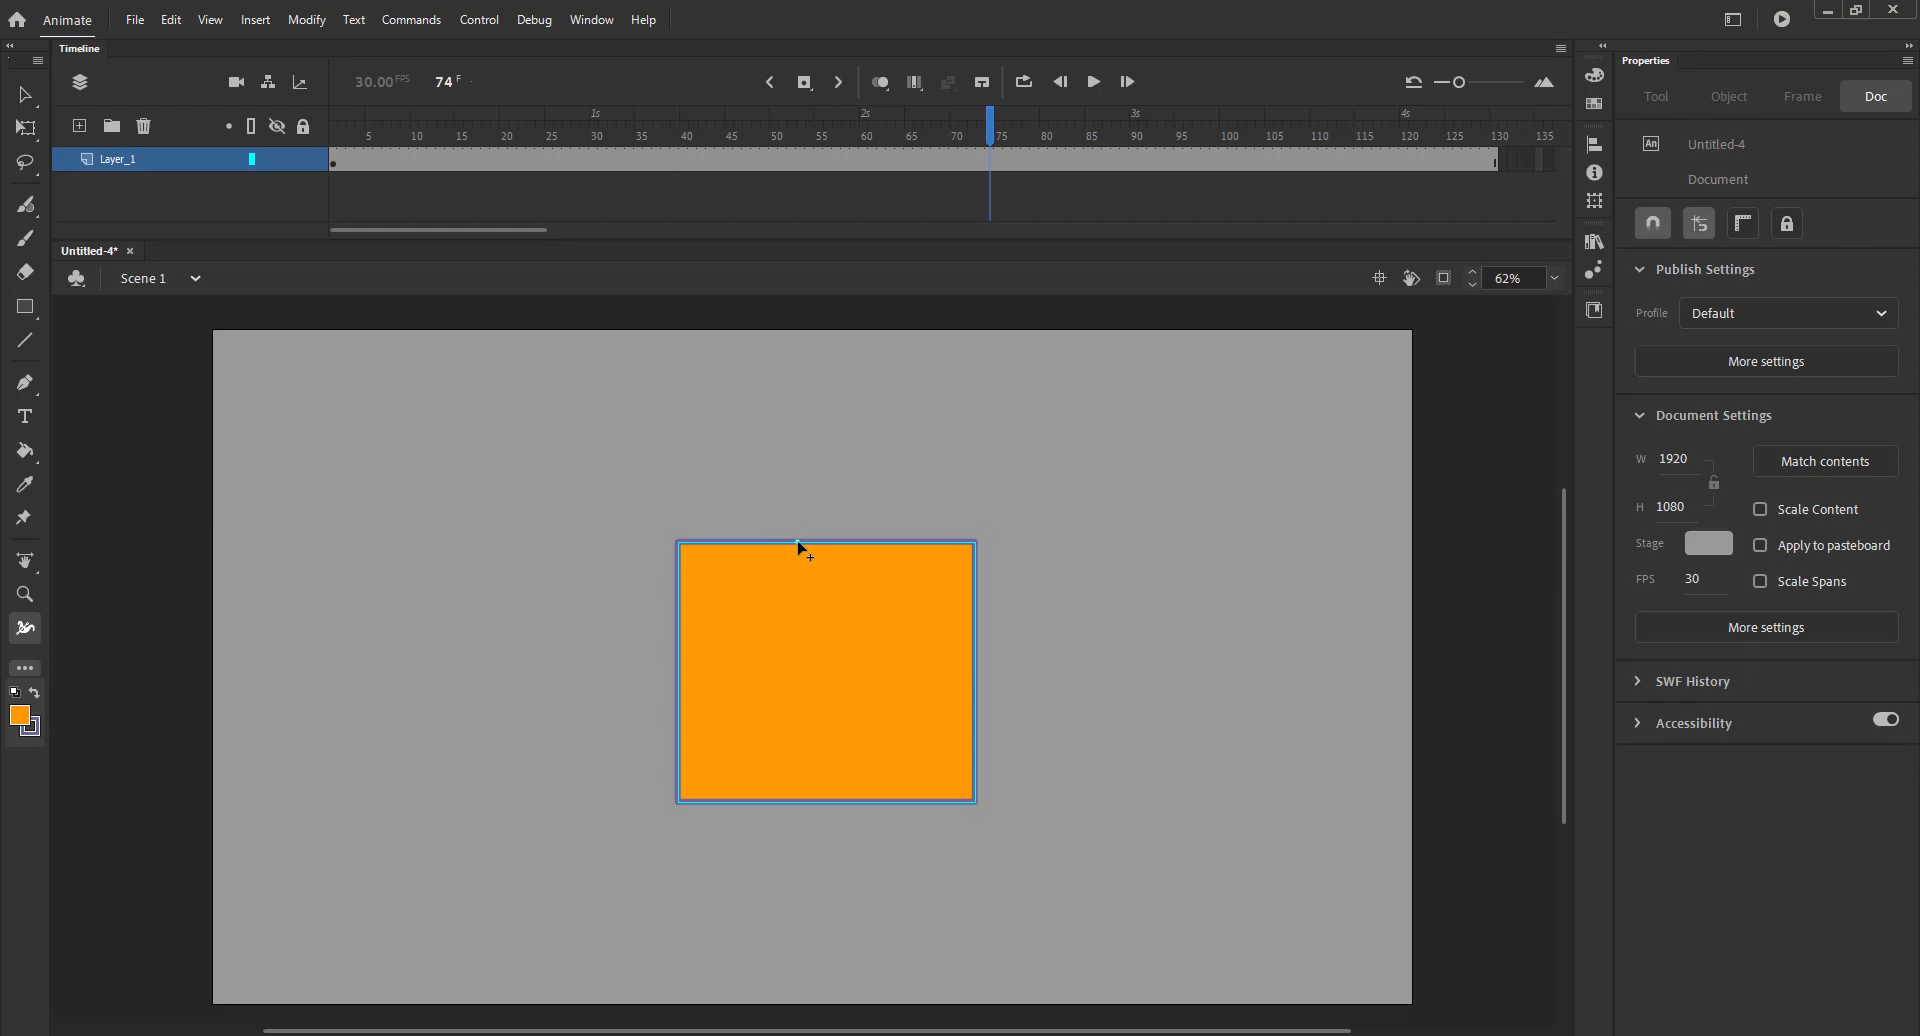 Animate File Edit View Insert Modify Text Commands Control Debug Window Help
Timeline
Properties
30.00 FPS 74 F
Tool Object Frame Doc
1s 2s 3s 4s
5 10 15 20 25 30 35 40 45 50 55 60 65 70 75 80 85 90 95 100 105 110 115 120 125 130 135
Layer_1
An Untitled-4
Document
Untitled-4*
Scene 1
62%
Publish Settings
Profile Default
More settings
Document Settings
W 1920
Match contents
H 1080
Scale Content
Stage
Apply to pasteboard
FPS 30
Scale Spans
More settings
SWF History
Accessibility